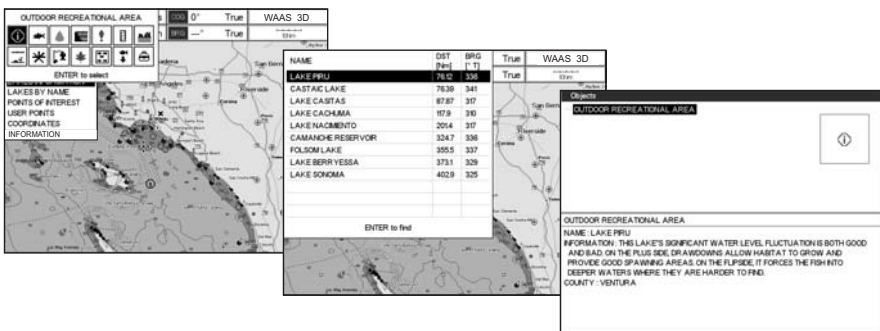 OUTDOOR RECREATIONAL AREA
ENTER to select
LAKES BY NAME
POINTS OF INTEREST
USER POINTS
COORDINATES
INFORMATION
COG 0° True WAAS 3D
BRG ---° True
Riverside
Corona
NAME DST [Nm] BRG [° T]
LAKE PIRU 76.12 336
CASTAIC LAKE 76.39 341
LAKE CASITAS 87.87 317
LAKE CACHUMA 117.9 310
LAKE NACIMIENTO 201.4 317
CAMANCHE RESERVOIR 324.7 336
FOLSOM LAKE 355.5 337
LAKE BERRYESSA 373.1 329
LAKE SONOMA 402.9 325
ENTER to find
True WAAS 3D
True
Objects
OUTDOOR RECREATIONAL AREA
OUTDOOR RECREATIONAL AREA
NAME : LAKE PIRU
INFORMATION : THIS LAKE'S SIGNIFICANT WATER LEVEL FLUCTUATION IS BOTH GOOD
AND BAD. ON THE PLUS SIDE, DRAWDOWNS ALLOW HABITAT TO GROW AND
PROVIDE GOOD SPAWNING AREAS. ON THE FLIPSIDE, IT FORCES THE FISH INTO
DEEPER WATERS WHERE THEY ARE HARDER TO FIND.
COUNTY : VENTURA